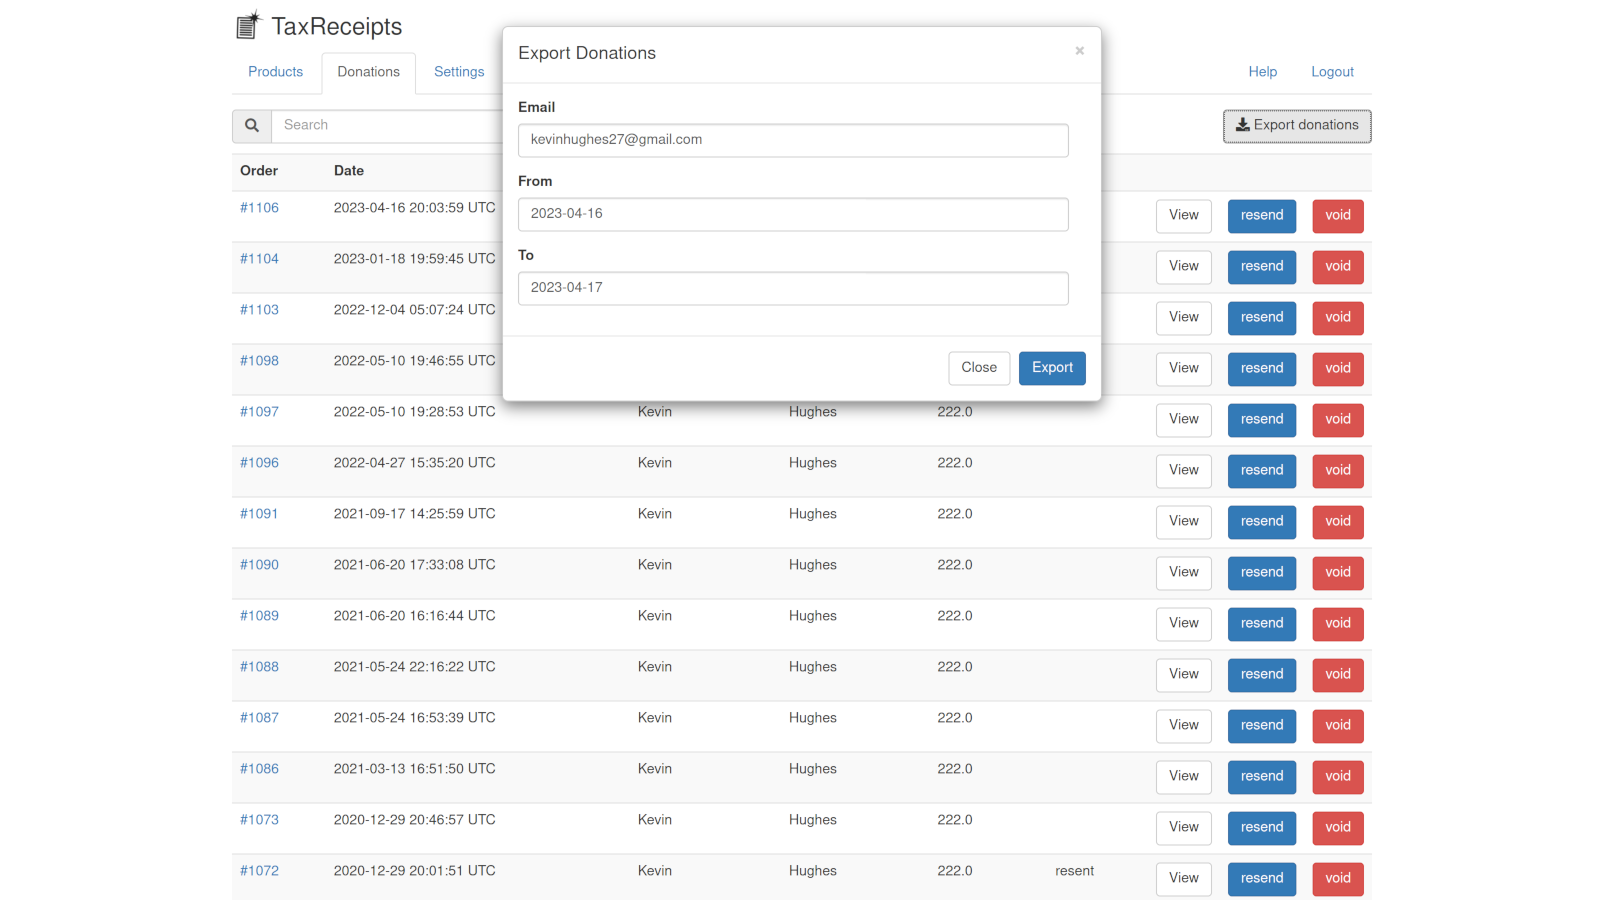 TaxReceipts
Products Donations Settings Help Logout
Search Export donations
Export Donations ×
Email
kevinhughes27@gmail.com
From
2023-04-16
To
2023-04-17
Close Export
Order Date
#1106 2023-04-16 20:03:59 UTC View resend void
#1104 2023-01-18 19:59:45 UTC View resend void
#1103 2022-12-04 05:07:24 UTC View resend void
#1098 2022-05-10 19:46:55 UTC View resend void
#1097 2022-05-10 19:28:53 UTC Kevin Hughes 222.0 View resend void
#1096 2022-04-27 15:35:20 UTC Kevin Hughes 222.0 View resend void
#1091 2021-09-17 14:25:59 UTC Kevin Hughes 222.0 View resend void
#1090 2021-06-20 17:33:08 UTC Kevin Hughes 222.0 View resend void
#1089 2021-06-20 16:16:44 UTC Kevin Hughes 222.0 View resend void
#1088 2021-05-24 22:16:22 UTC Kevin Hughes 222.0 View resend void
#1087 2021-05-24 16:53:39 UTC Kevin Hughes 222.0 View resend void
#1086 2021-03-13 16:51:50 UTC Kevin Hughes 222.0 View resend void
#1073 2020-12-29 20:46:57 UTC Kevin Hughes 222.0 View resend void
#1072 2020-12-29 20:01:51 UTC Kevin Hughes 222.0 resent View resend void